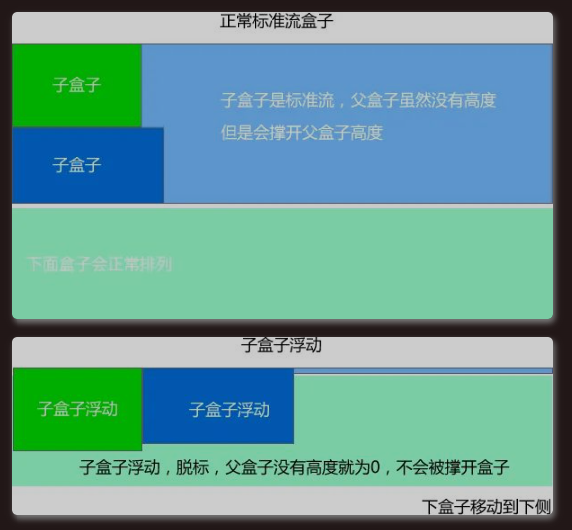 正常标准流盒子
子盒子
子盒子是标准流，父盒子虽然没有高度
但是会撑开父盒子高度
子盒子
下面盒子会正常排列
子盒子浮动
子盒子浮动
子盒子浮动
子盒子浮动，脱标，父盒子没有高度就为0，不会被撑开盒子
下盒子移动到下侧